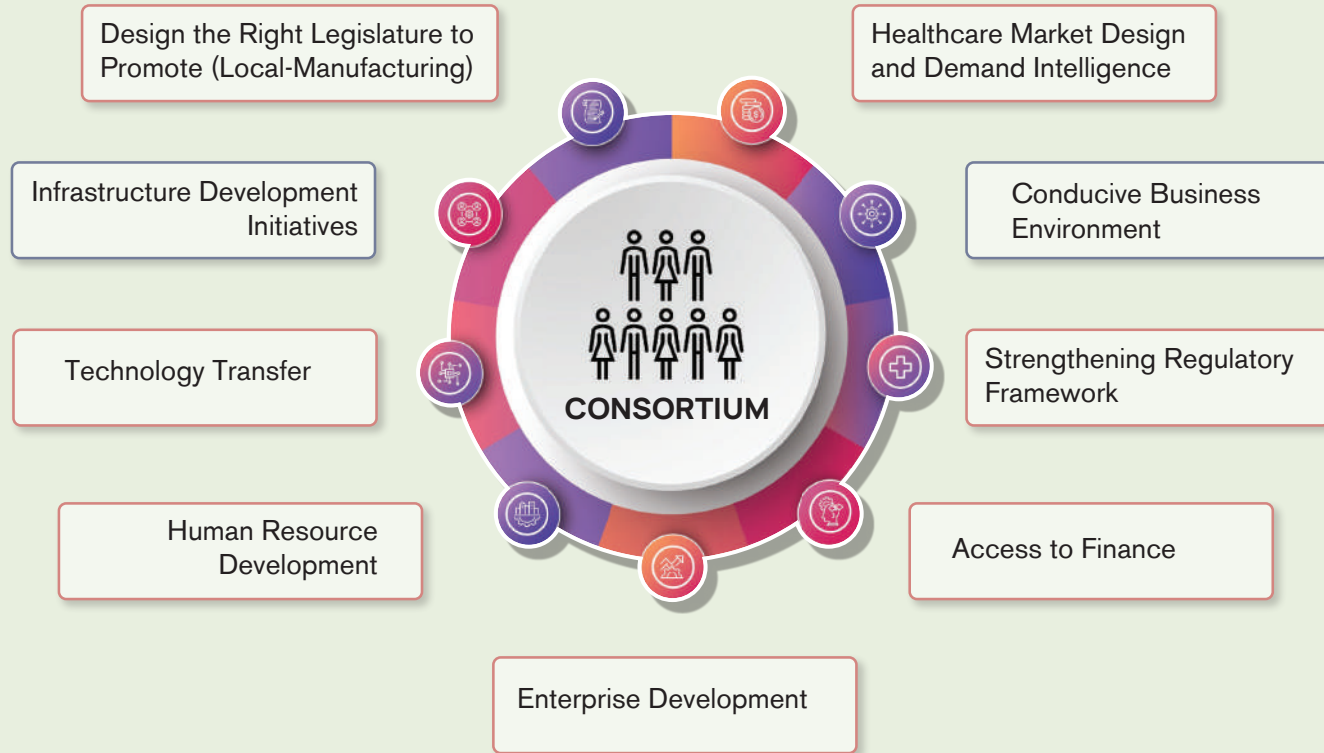 Design the Right Legislature to
Promote (Local-Manufacturing)
Healthcare Market Design
and Demand Intelligence
Infrastructure Development
Initiatives
Conducive Business
Environment
Technology Transfer
CONSORTIUM
Strengthening Regulatory
Framework
Human Resource
Development
Access to Finance
Enterprise Development